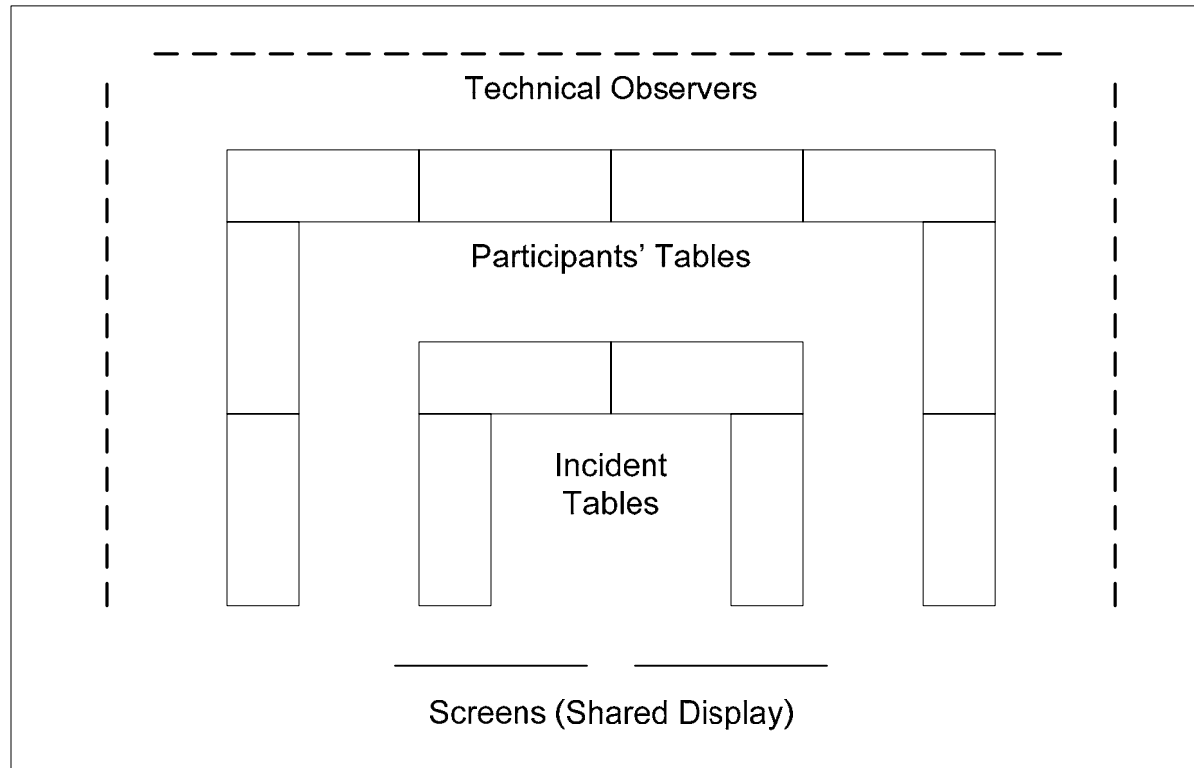 Technical Observers
Participants’ Tables
Incident
Tables
Screens (Shared Display)